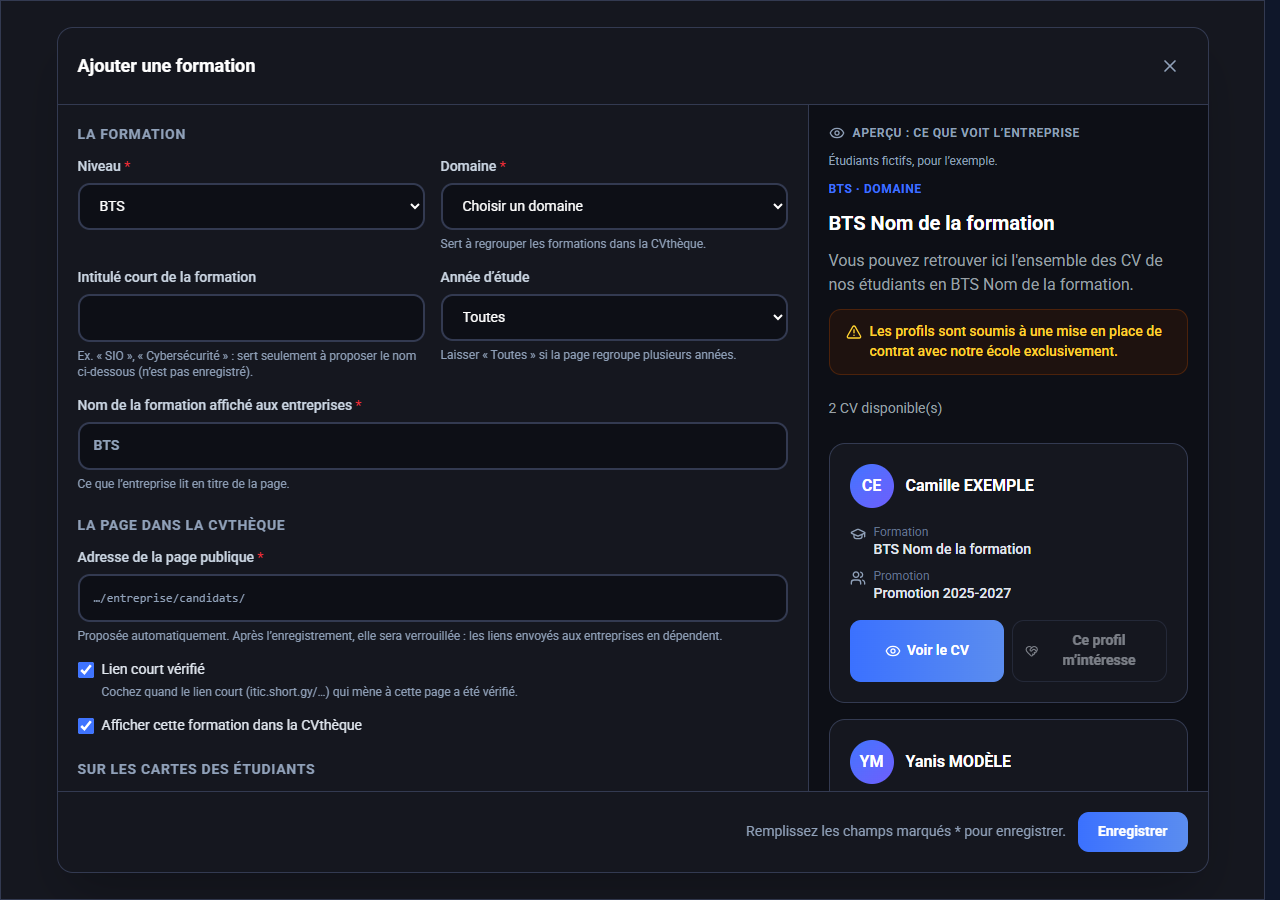 Ajouter une formation
LA FORMATION
Niveau *
Domaine *
BTS
Choisir un domaine
Sert à regrouper les formations dans la CVthèque.
Intitulé court de la formation
Année d’étude
Toutes
Ex. « SIO », « Cybersécurité » : sert seulement à proposer le nom
ci-dessous (n’est pas enregistré).
Laisser « Toutes » si la page regroupe plusieurs années.
Nom de la formation affiché aux entreprises *
BTS
Ce que l’entreprise lit en titre de la page.
LA PAGE DANS LA CVTHÈQUE
Adresse de la page publique *
…/entreprise/candidats/
Proposée automatiquement. Après l’enregistrement, elle sera verrouillée : les liens envoyés aux entreprises en dépendent.
Lien court vérifié
Cochez quand le lien court (itic.short.gy/…) qui mène à cette page a été vérifié.
Afficher cette formation dans la CVthèque
SUR LES CARTES DES ÉTUDIANTS
APERÇU : CE QUE VOIT L’ENTREPRISE
Étudiants fictifs, pour l’exemple.
BTS · DOMAINE
BTS Nom de la formation
Vous pouvez retrouver ici l'ensemble des CV de
nos étudiants en BTS Nom de la formation.
Les profils sont soumis à une mise en place de
contrat avec notre école exclusivement.
2 CV disponible(s)
CE
Camille EXEMPLE
Formation
BTS Nom de la formation
Promotion
Promotion 2025-2027
Voir le CV
Ce profil
m’intéresse
YM
Yanis MODÈLE
Remplissez les champs marqués * pour enregistrer.
Enregistrer